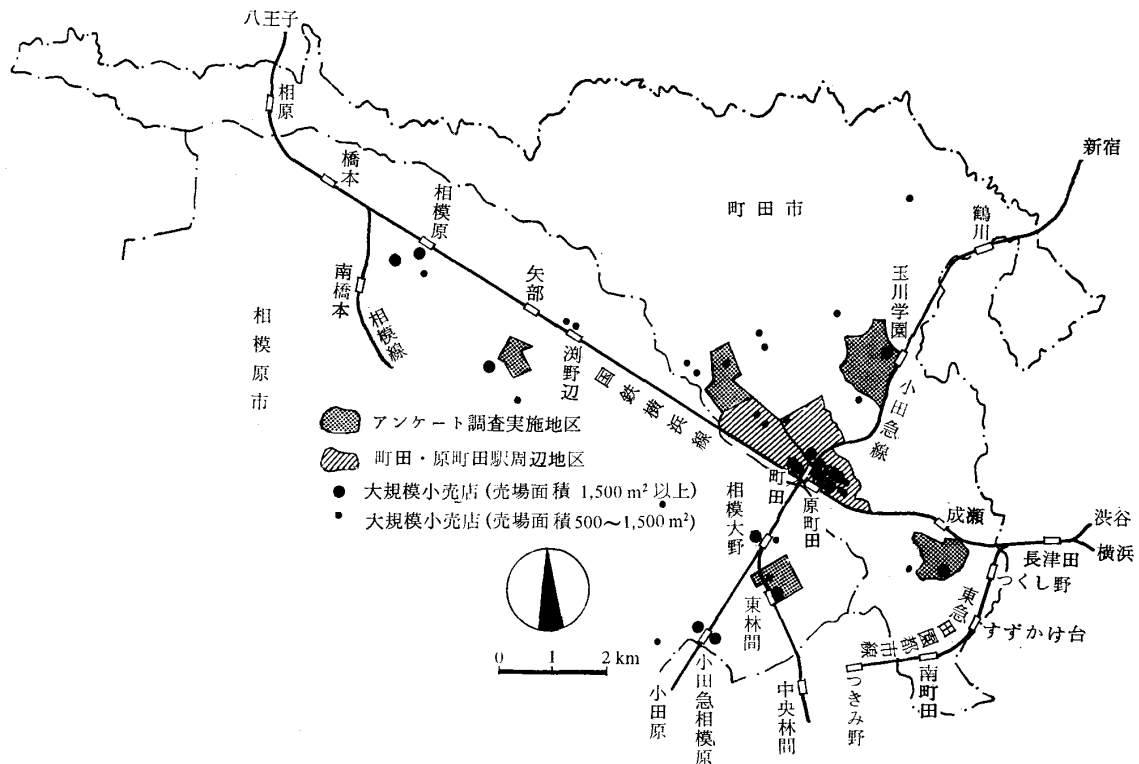 八王子
相原
橋本
相模原
南橋本
相模線
矢部
渕野辺
国鉄横浜線
相模原市
町田市
新宿
鶴川
玉川学園
小田急線
アンケート調査実施地区
町田・原町田駅周辺地区
大規模小売店(売場面積 1,500 m² 以上)
大規模小売店(売場面積500〜1,500 m²)
町田
原町田
相模大野
成瀬
渋谷
横浜
長津田
つくし野
東急田園都市線
すずかけ台
東林間
南町田
つきみ野
中央林間
小田急相模原
小田原
0 1 2 km